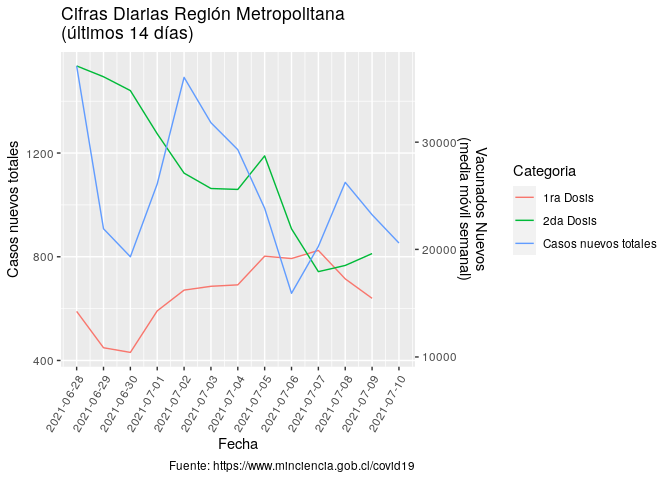 Cifras Diarias Región Metropolitana
(últimos 14 días)
Casos nuevos totales
1200
800
400
30000
20000
10000
Vacunados Nuevos
(media móvil semanal)
2021-06-28
2021-06-29
2021-06-30
2021-07-01
2021-07-02
2021-07-03
2021-07-04
2021-07-05
2021-07-06
2021-07-07
2021-07-08
2021-07-09
2021-07-10
Fecha
Categoria
1ra Dosis
2da Dosis
Casos nuevos totales
Fuente: https://www.minciencia.gob.cl/covid19